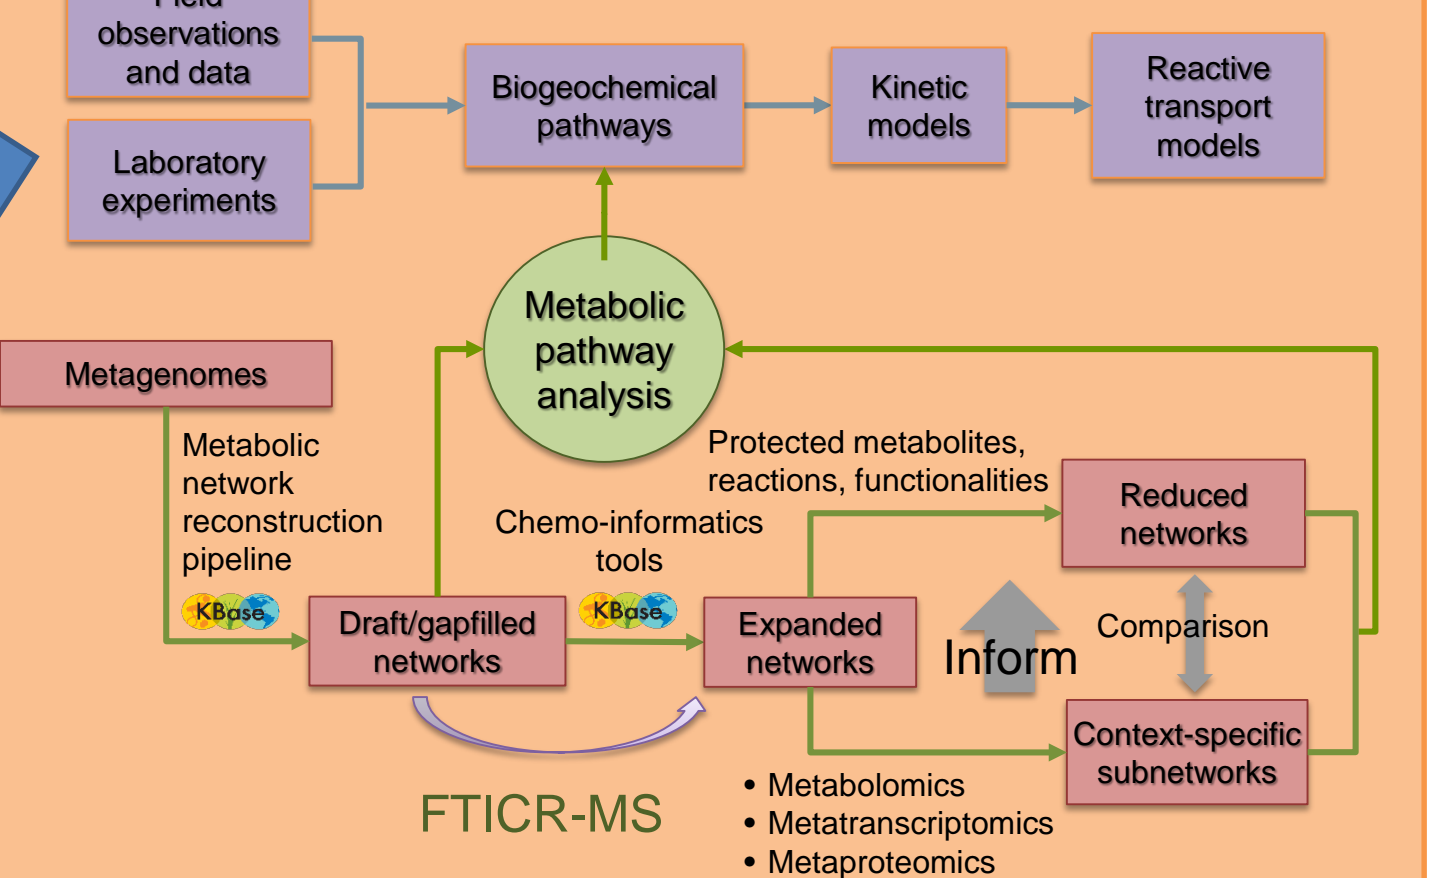 Field
observations
and data
Laboratory
experiments
Biogeochemical
pathways
Kinetic
models
Reactive
transport
models
Metabolic
pathway
analysis
Metagenomes
Metabolic
network
reconstruction
pipeline
KBase
Chemo-informatics
tools
KBase
Protected metabolites,
reactions, functionalities
Draft/gapfilled
networks
Expanded
networks
Reduced
networks
Inform
Comparison
Context-specific
subnetworks
FTICR-MS
• Metabolomics
• Metatranscriptomics
• Metaproteomics